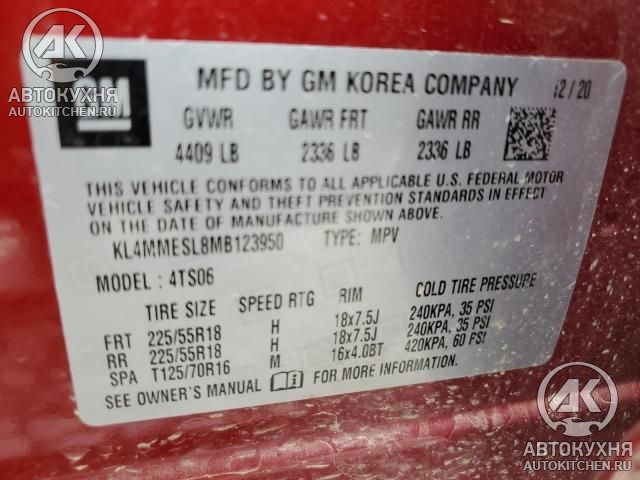 AK
АВТОКУХНЯ
AUTOKITCHEN.RU
GM
MFD BY GM KOREA COMPANY 12/20
GVWR GAWR FRT GAWR RR
4409 LB 2336 LB 2336 LB
THIS VEHICLE CONFORMS TO ALL APPLICABLE U.S. FEDERAL MOTOR
VEHICLE SAFETY AND THEFT PREVENTION STANDARDS IN EFFECT
ON THE DATE OF MANUFACTURE SHOWN ABOVE.
KL4MMESL8MB123950 TYPE: MPV
MODEL: 4TS06
TIRE SIZE SPEED RTG RIM COLD TIRE PRESSURE
FRT 225/55R18 H 18x7.5J 240KPA, 35 PSI
RR 225/55R18 H 18x7.5J 240KPA, 35 PSI
SPA T125/70R16 M 16x4.0BT 420KPA, 60 PSI
SEE OWNER'S MANUAL FOR MORE INFORMATION.
AK
АВТОКУХНЯ
AUTOKITCHEN.RU